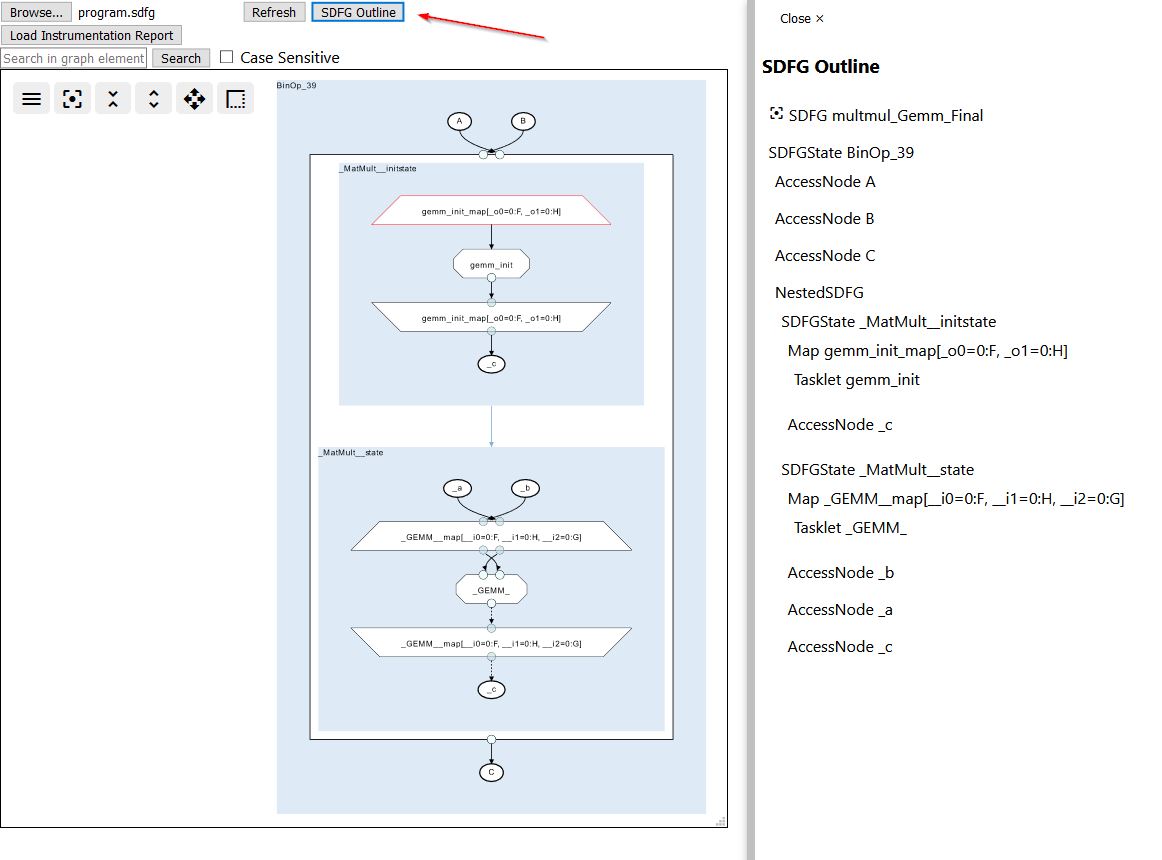 Browse... program.sdfg Refresh SDFG Outline
Load Instrumentation Report
Search in graph element Search Case Sensitive
BinOp_39
A B
_MatMult__initstate
gemm_init_map[_o0=0:F, _o1=0:H]
gemm_init
gemm_init_map[_o0=0:F, _o1=0:H]
_c
_MatMult__state
_a _b
_GEMM__map[__i0=0:F, __i1=0:H, __i2=0:G]
_GEMM_
_GEMM__map[__i0=0:F, __i1=0:H, __i2=0:G]
_c
C
Close ×
SDFG Outline
SDFG multmul_Gemm_Final
SDFGState BinOp_39
AccessNode A
AccessNode B
AccessNode C
NestedSDFG
SDFGState _MatMult__initstate
Map gemm_init_map[_o0=0:F, _o1=0:H]
Tasklet gemm_init
AccessNode _c
SDFGState _MatMult__state
Map _GEMM__map[__i0=0:F, __i1=0:H, __i2=0:G]
Tasklet _GEMM_
AccessNode _b
AccessNode _a
AccessNode _c